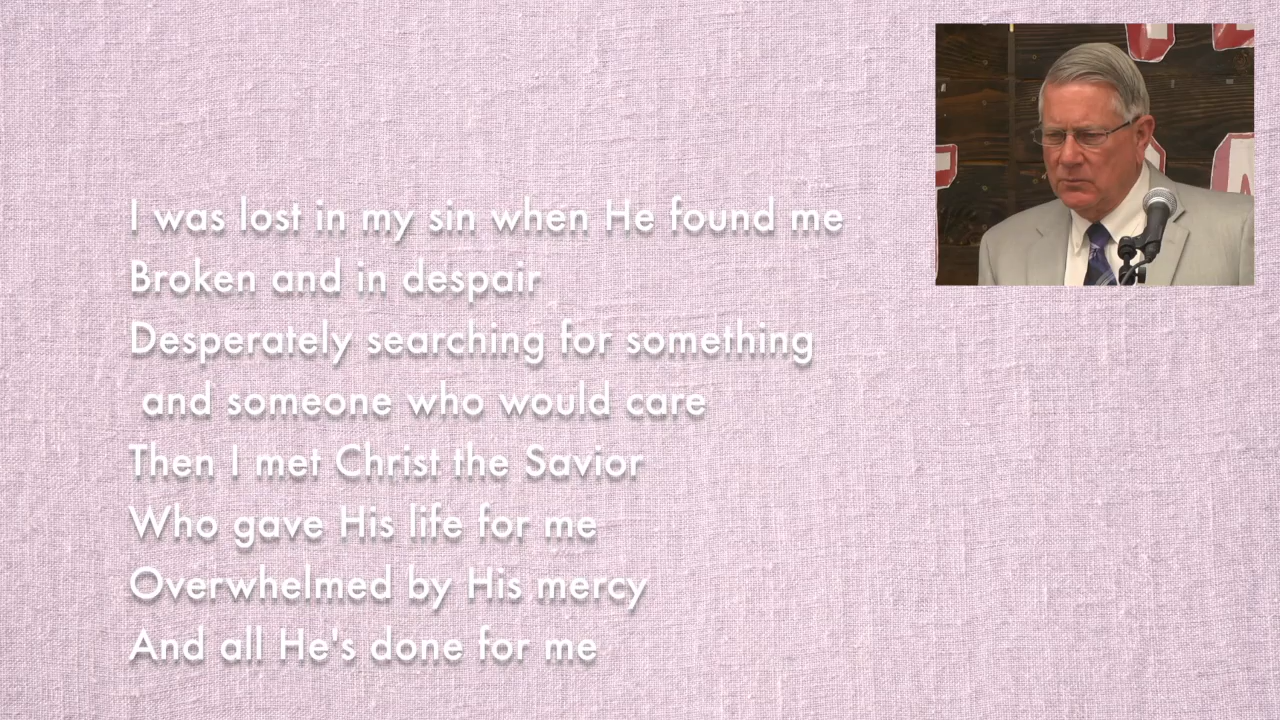 I was lost in my sin when He found me
Broken and in despair
Desperately searching for something
and someone who would care
Then I met Christ the Savior
Who gave His life for me
Overwhelmed by His mercy
And all He's done for me